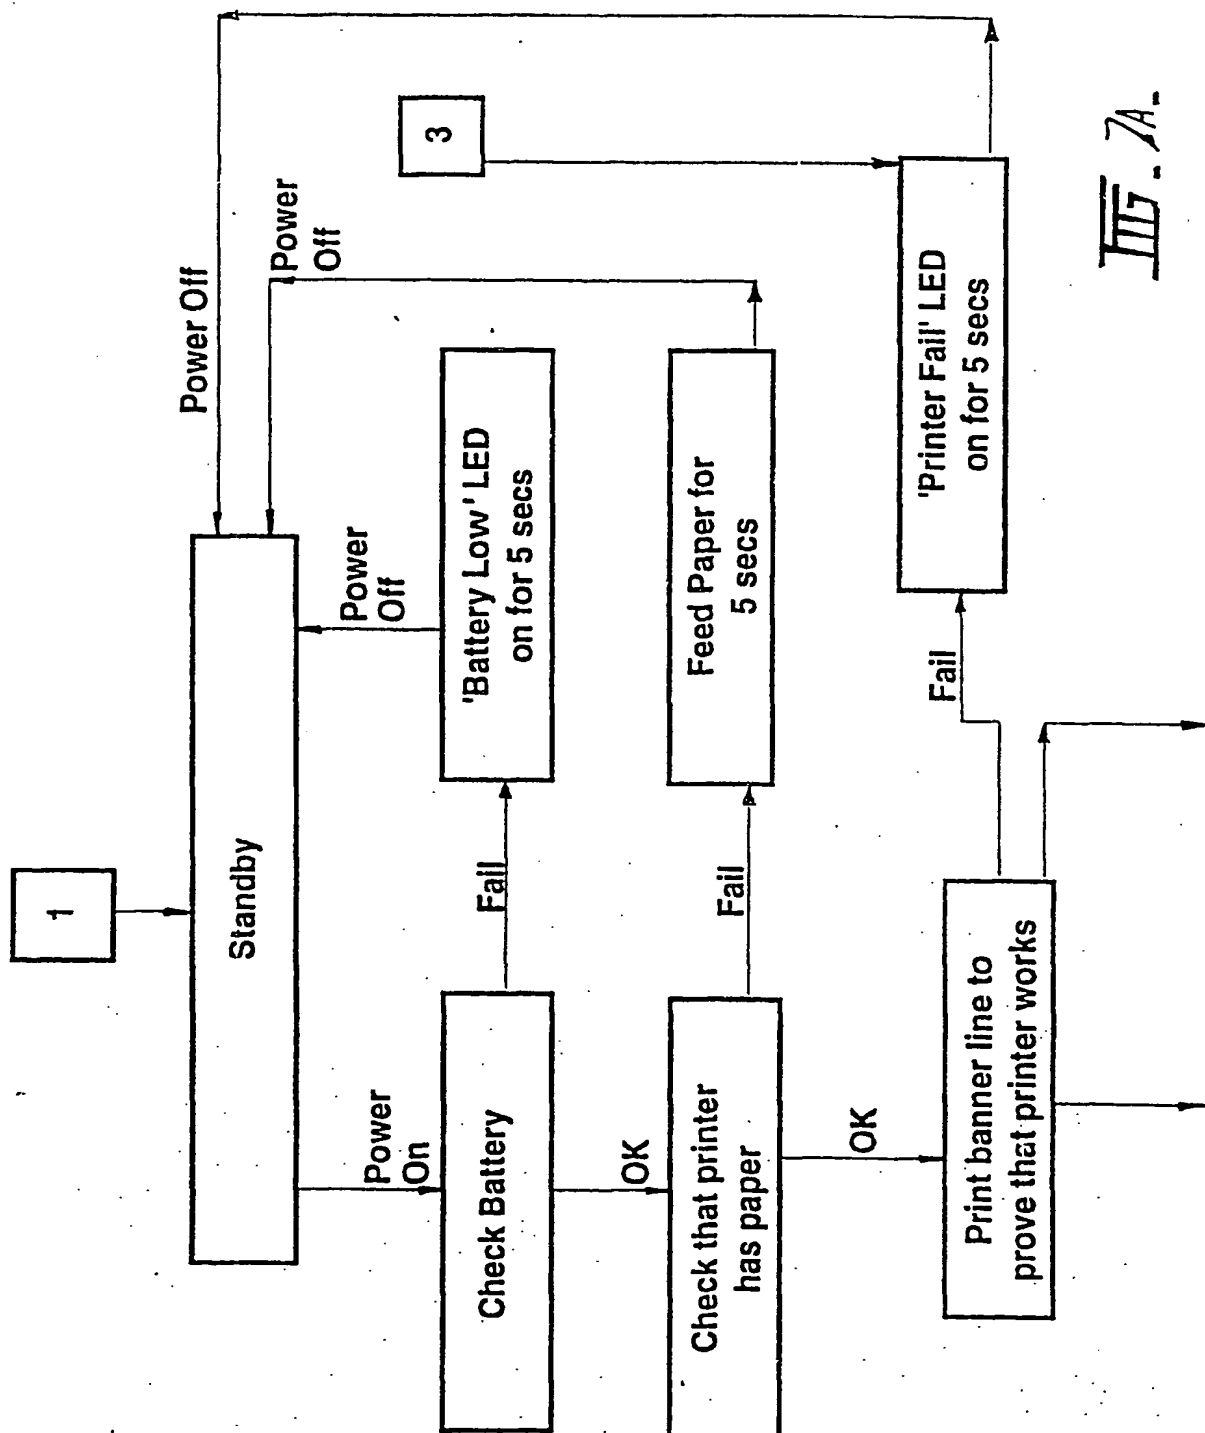 1
Standby
Power Off
Power
Off
3
Power
On
Power
Off
Check Battery
Fail
'Battery Low' LED
on for 5 secs
OK
Check that printer
has paper
Fail
Feed Paper for
5 secs
OK
Print banner line to
prove that printer works
Fail
'Printer Fail' LED
on for 5 secs
FIG. 7A.